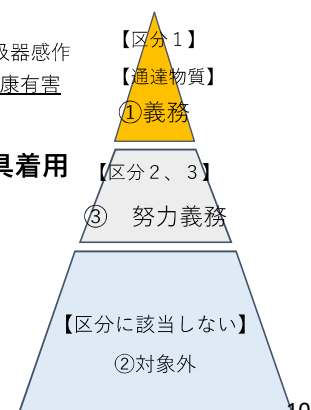 【区分１】
吸器感作
【通達物質】
康有害
①義務
具着用
【区分２、３】
③　努力義務
【区分に該当しない】
②対象外